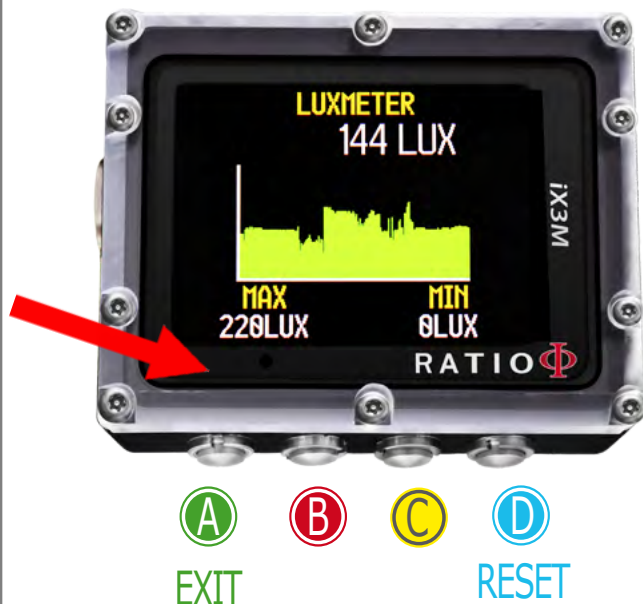 LUXMETER
144 LUX
iX3M
MAX MIN
220LUX 0LUX
RATIO
A B C D
EXIT RESET